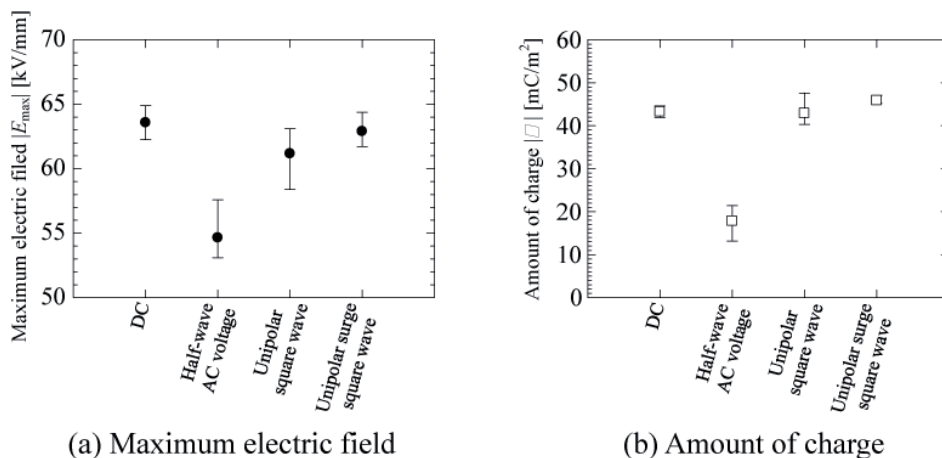 Maximum electric filed |Emax| [kV/mm]
70
65
60
55
50
DC
Half-wave
AC voltage
Unipolar
square wave
Unipolar surge
square wave
(a) Maximum electric field
Amount of charge |□| [mC/m²]
60
50
40
30
20
10
0
DC
Half-wave
AC voltage
Unipolar
square wave
Unipolar surge
square wave
(b) Amount of charge